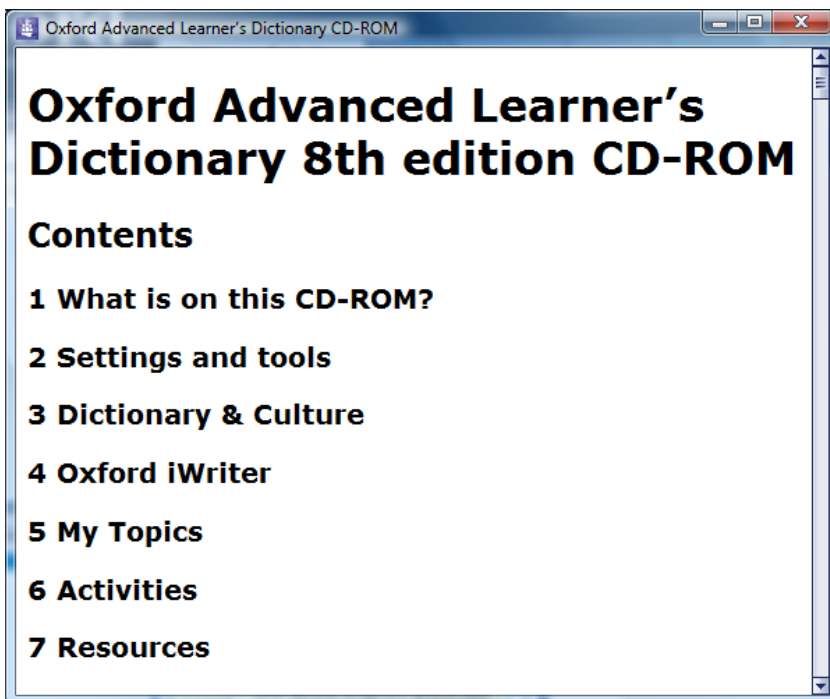 Oxford Advanced Learner's Dictionary CD-ROM
Oxford Advanced Learner’s
Dictionary 8th edition CD-ROM
Contents
1 What is on this CD-ROM?
2 Settings and tools
3 Dictionary & Culture
4 Oxford iWriter
5 My Topics
6 Activities
7 Resources